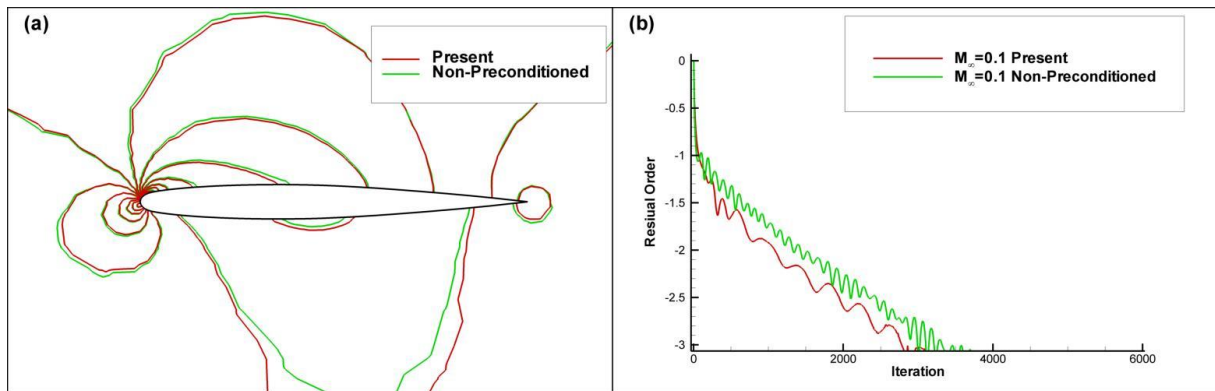 (a)
Present
Non-Preconditioned
(b)
M∞=0.1 Present
M∞=0.1 Non-Preconditioned
0
-0.5
-1
-1.5
-2
-2.5
-3
Resiual Order
0
2000
4000
6000
Iteration